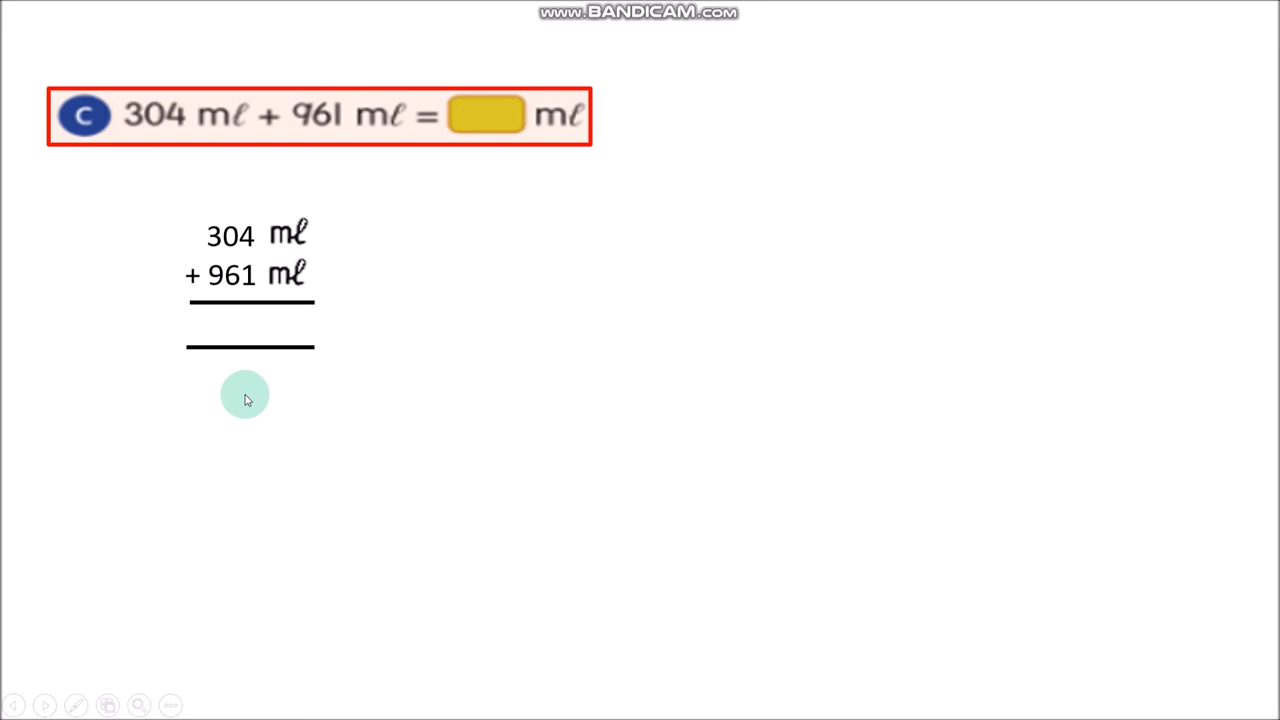 www.BANDICAM.com
C 304 mℓ + 961 mℓ = mℓ
304 mℓ
+ 961 mℓ